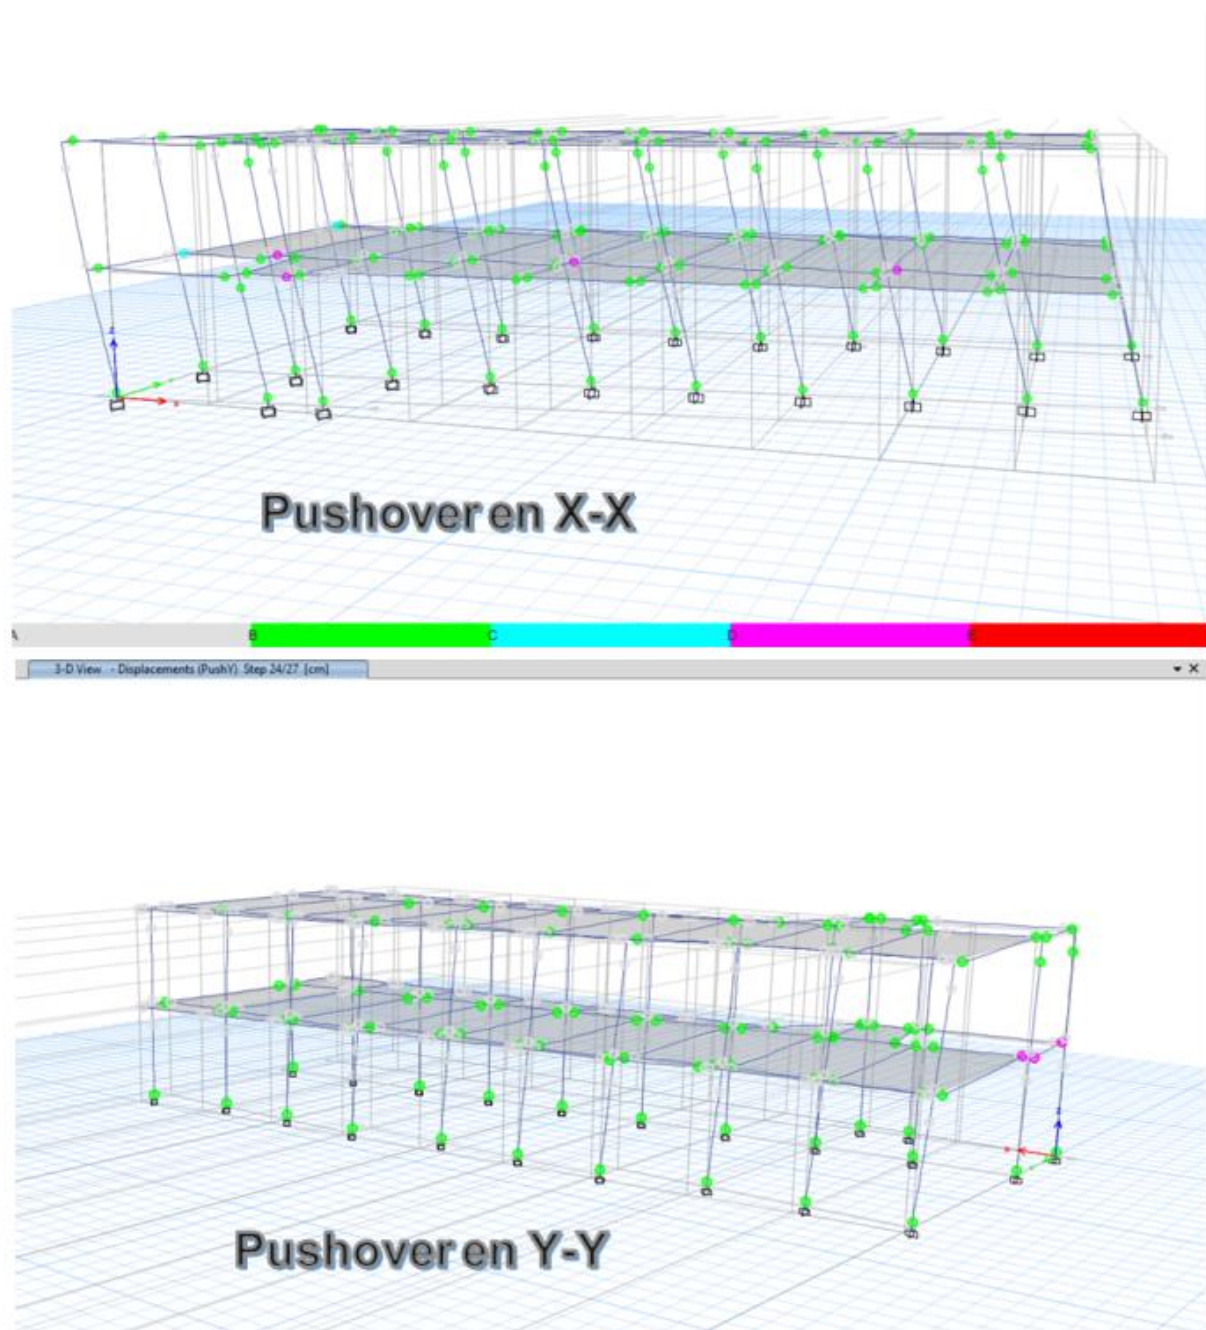 Z
Pushover en X-X
A B C D E
3-D View - Displacements (PushY) Step 24/27 [cm]
Z
Pushover en Y-Y